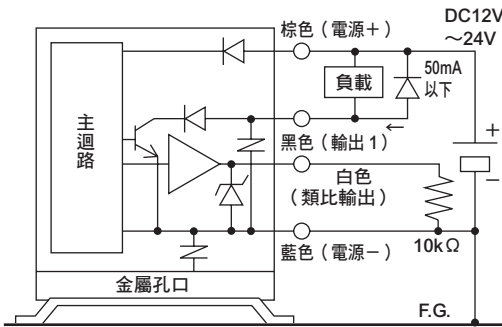 DC12V
～24V
棕色（電源＋）
負載
50mA
以下
主迴路
←
黑色（輸出1）
＋
白色
（類比輸出）
－
藍色（電源－）
10kΩ
金屬孔口
F.G.